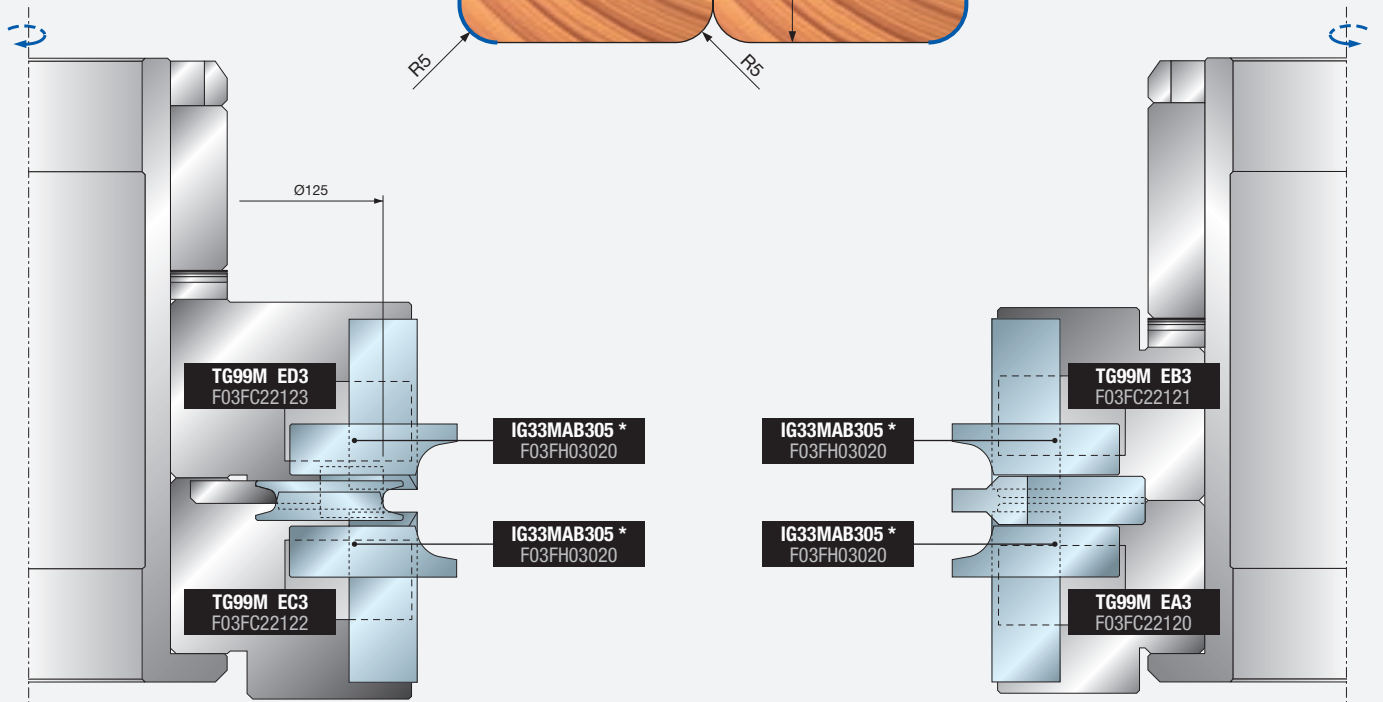 R5
R5
Ø125
TG99M ED3
F03FC22123
TG99M EB3
F03FC22121
IG33MAB305 *
F03FH03020
IG33MAB305 *
F03FH03020
IG33MAB305 *
F03FH03020
IG33MAB305 *
F03FH03020
TG99M EC3
F03FC22122
TG99M EA3
F03FC22120